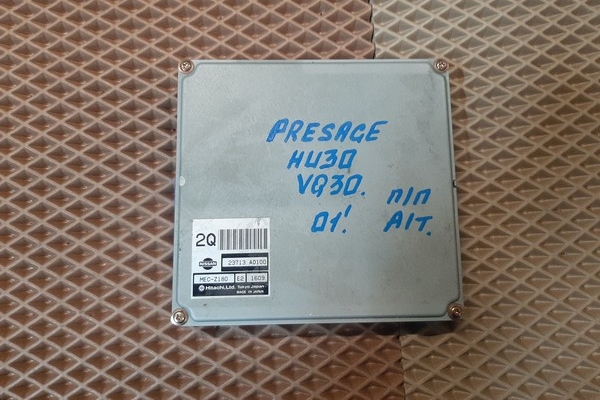 PRESAGE
HU30
VQ30. п/п
01! A/T.
2Q
NISSAN
23713 AD100
MEC-Z180 E2 1609
Hitachi, Ltd. Tokyo Japan
MADE IN JAPAN